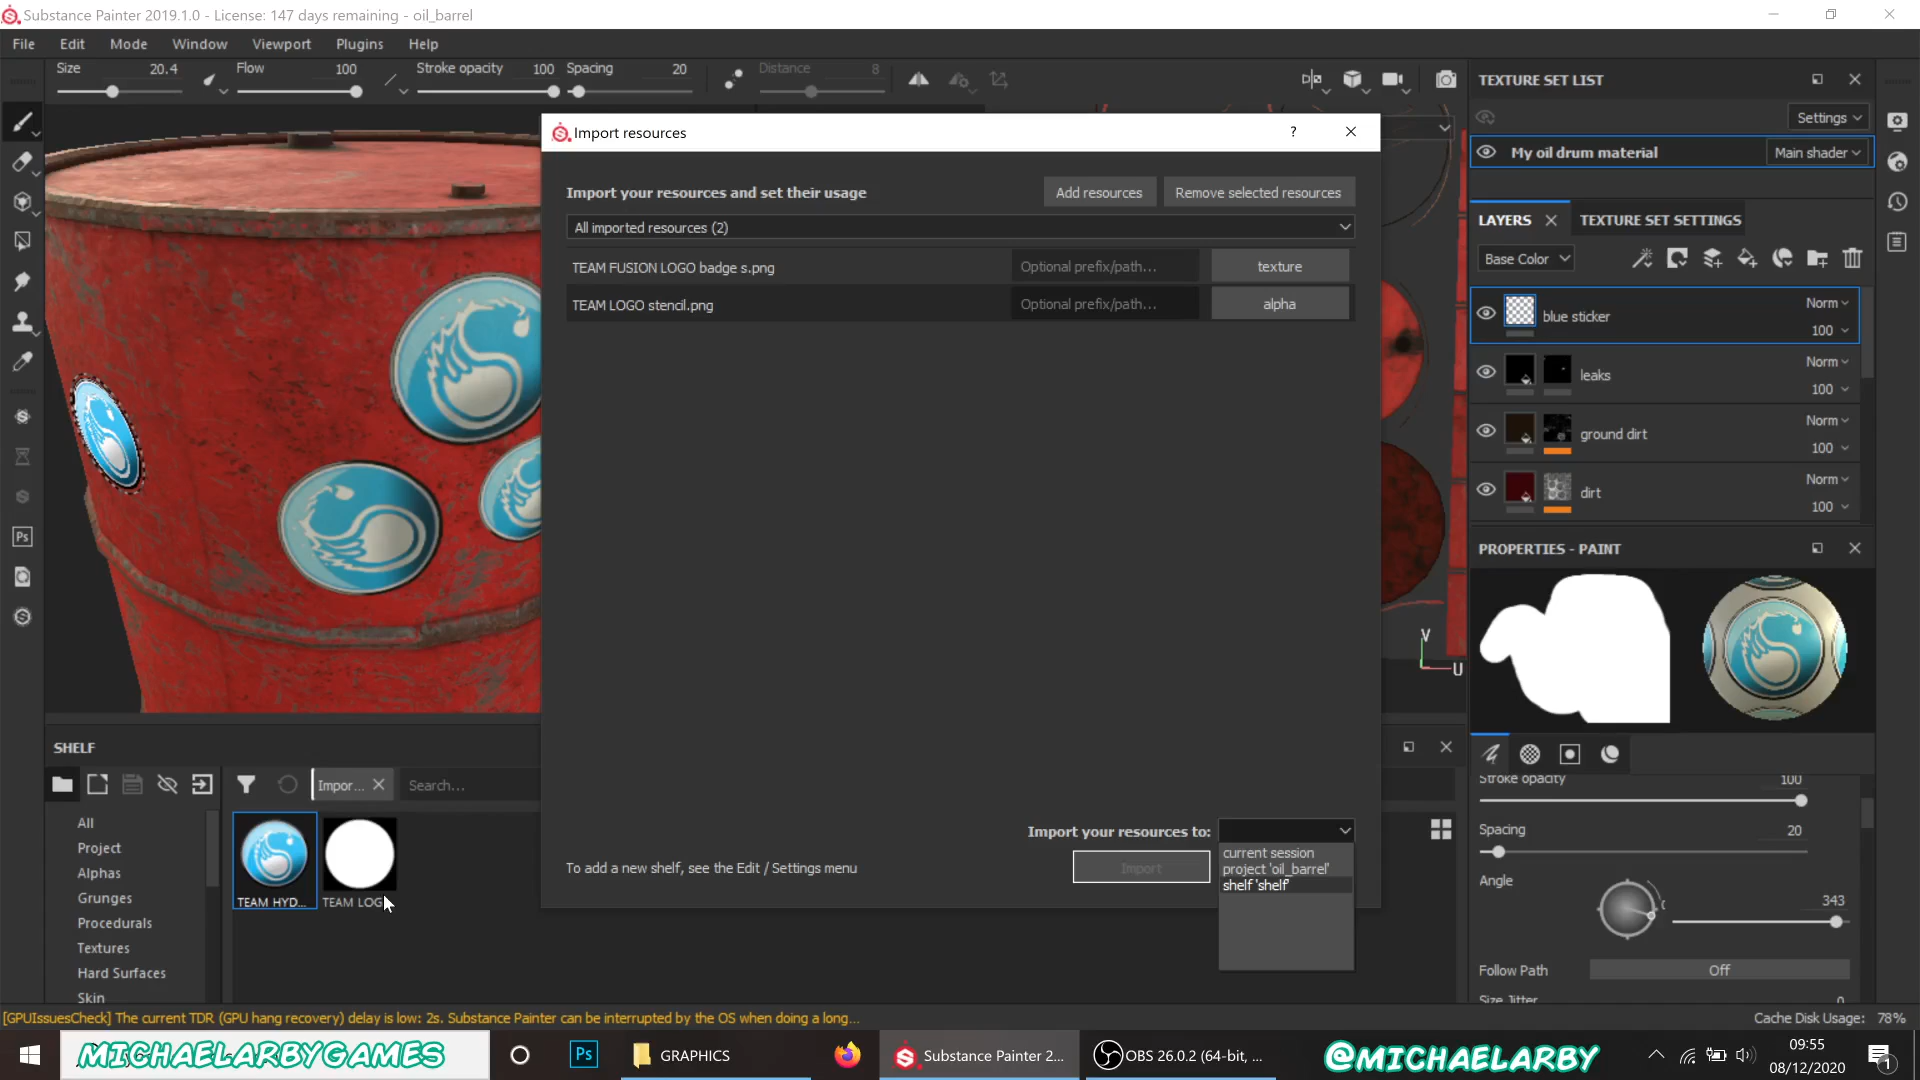 Substance Painter 2019.1.0 - License: 147 days remaining - oil_barrel
File Edit Mode Window Viewport Plugins Help
Size 20.4 Flow 100 Stroke opacity 100 Spacing 20 Distance 8
Import resources
?
Import your resources and set their usage
Add resources Remove selected resources
All imported resources (2)
TEAM FUSION LOGO badge s.png Optional prefix/path... texture
TEAM LOGO stencil.png Optional prefix/path... alpha
Import your resources to:
current session
project 'oil_barrel'
shelf 'shelf'
To add a new shelf, see the Edit / Settings menu
Import
V
U
TEXTURE SET LIST
Settings
My oil drum material Main shader
LAYERS TEXTURE SET SETTINGS
Base Color
blue sticker Norm 100
leaks Norm 100
ground dirt Norm 100
dirt Norm 100
PROPERTIES - PAINT
Stroke opacity 100
Spacing 20
Angle 343
Follow Path Off
Size Jitter 0
SHELF
Impor... Search...
All
Project
Alphas
Grunges
Procedurals
Textures
Hard Surfaces
Skin
TEAM HYD... TEAM LOG
Ps
[GPUIssuesCheck] The current TDR (GPU hang recovery) delay is low: 2s. Substance Painter can be interrupted by the OS when doing a long...
Cache Disk Usage: 78%
MICHAELARBYGAMES
Ps
GRAPHICS
Substance Painter 2...
OBS 26.0.2 (64-bit, ...
@MICHAELARBY
09:55
08/12/2020
1